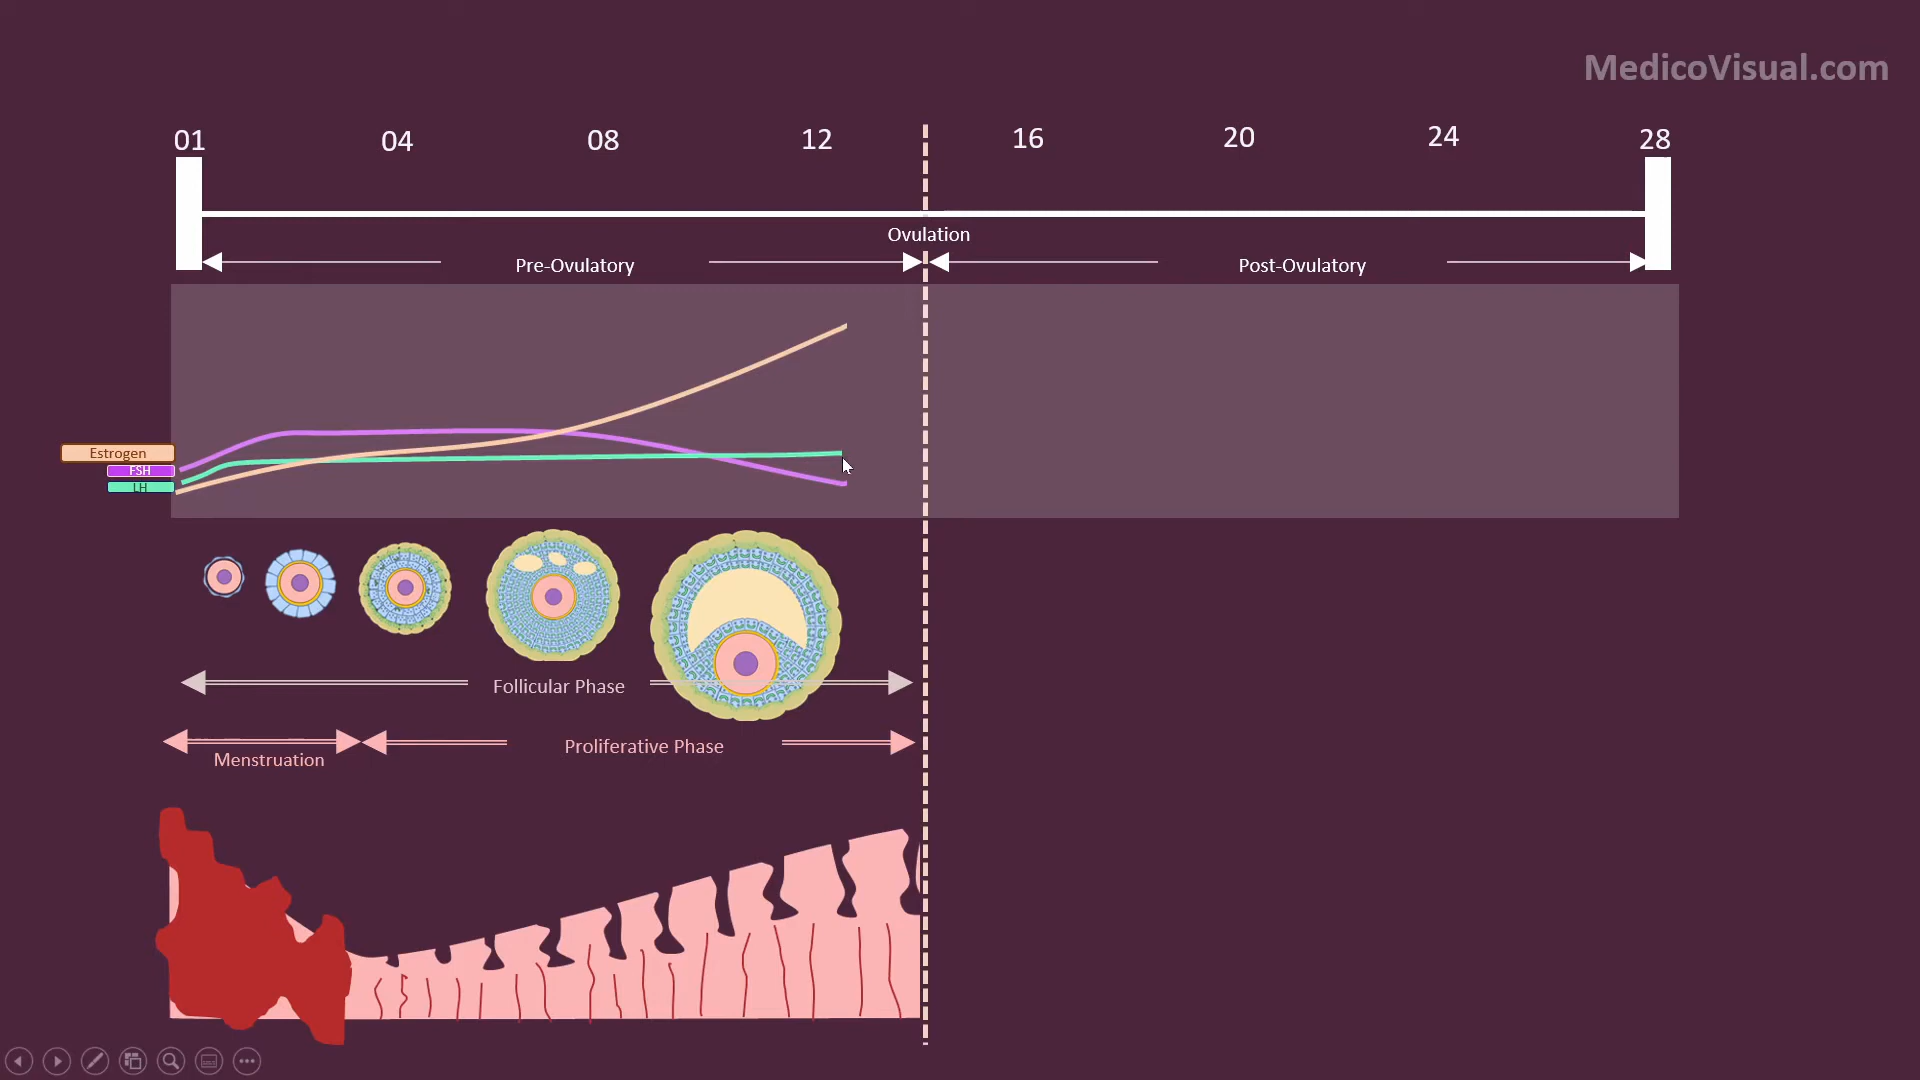 MedicoVisual.com
01 04 08 12 16 20 24 28
Ovulation
Pre-Ovulatory Post-Ovulatory
Estrogen
FSH
LH
Follicular Phase
Proliferative Phase
Menstruation